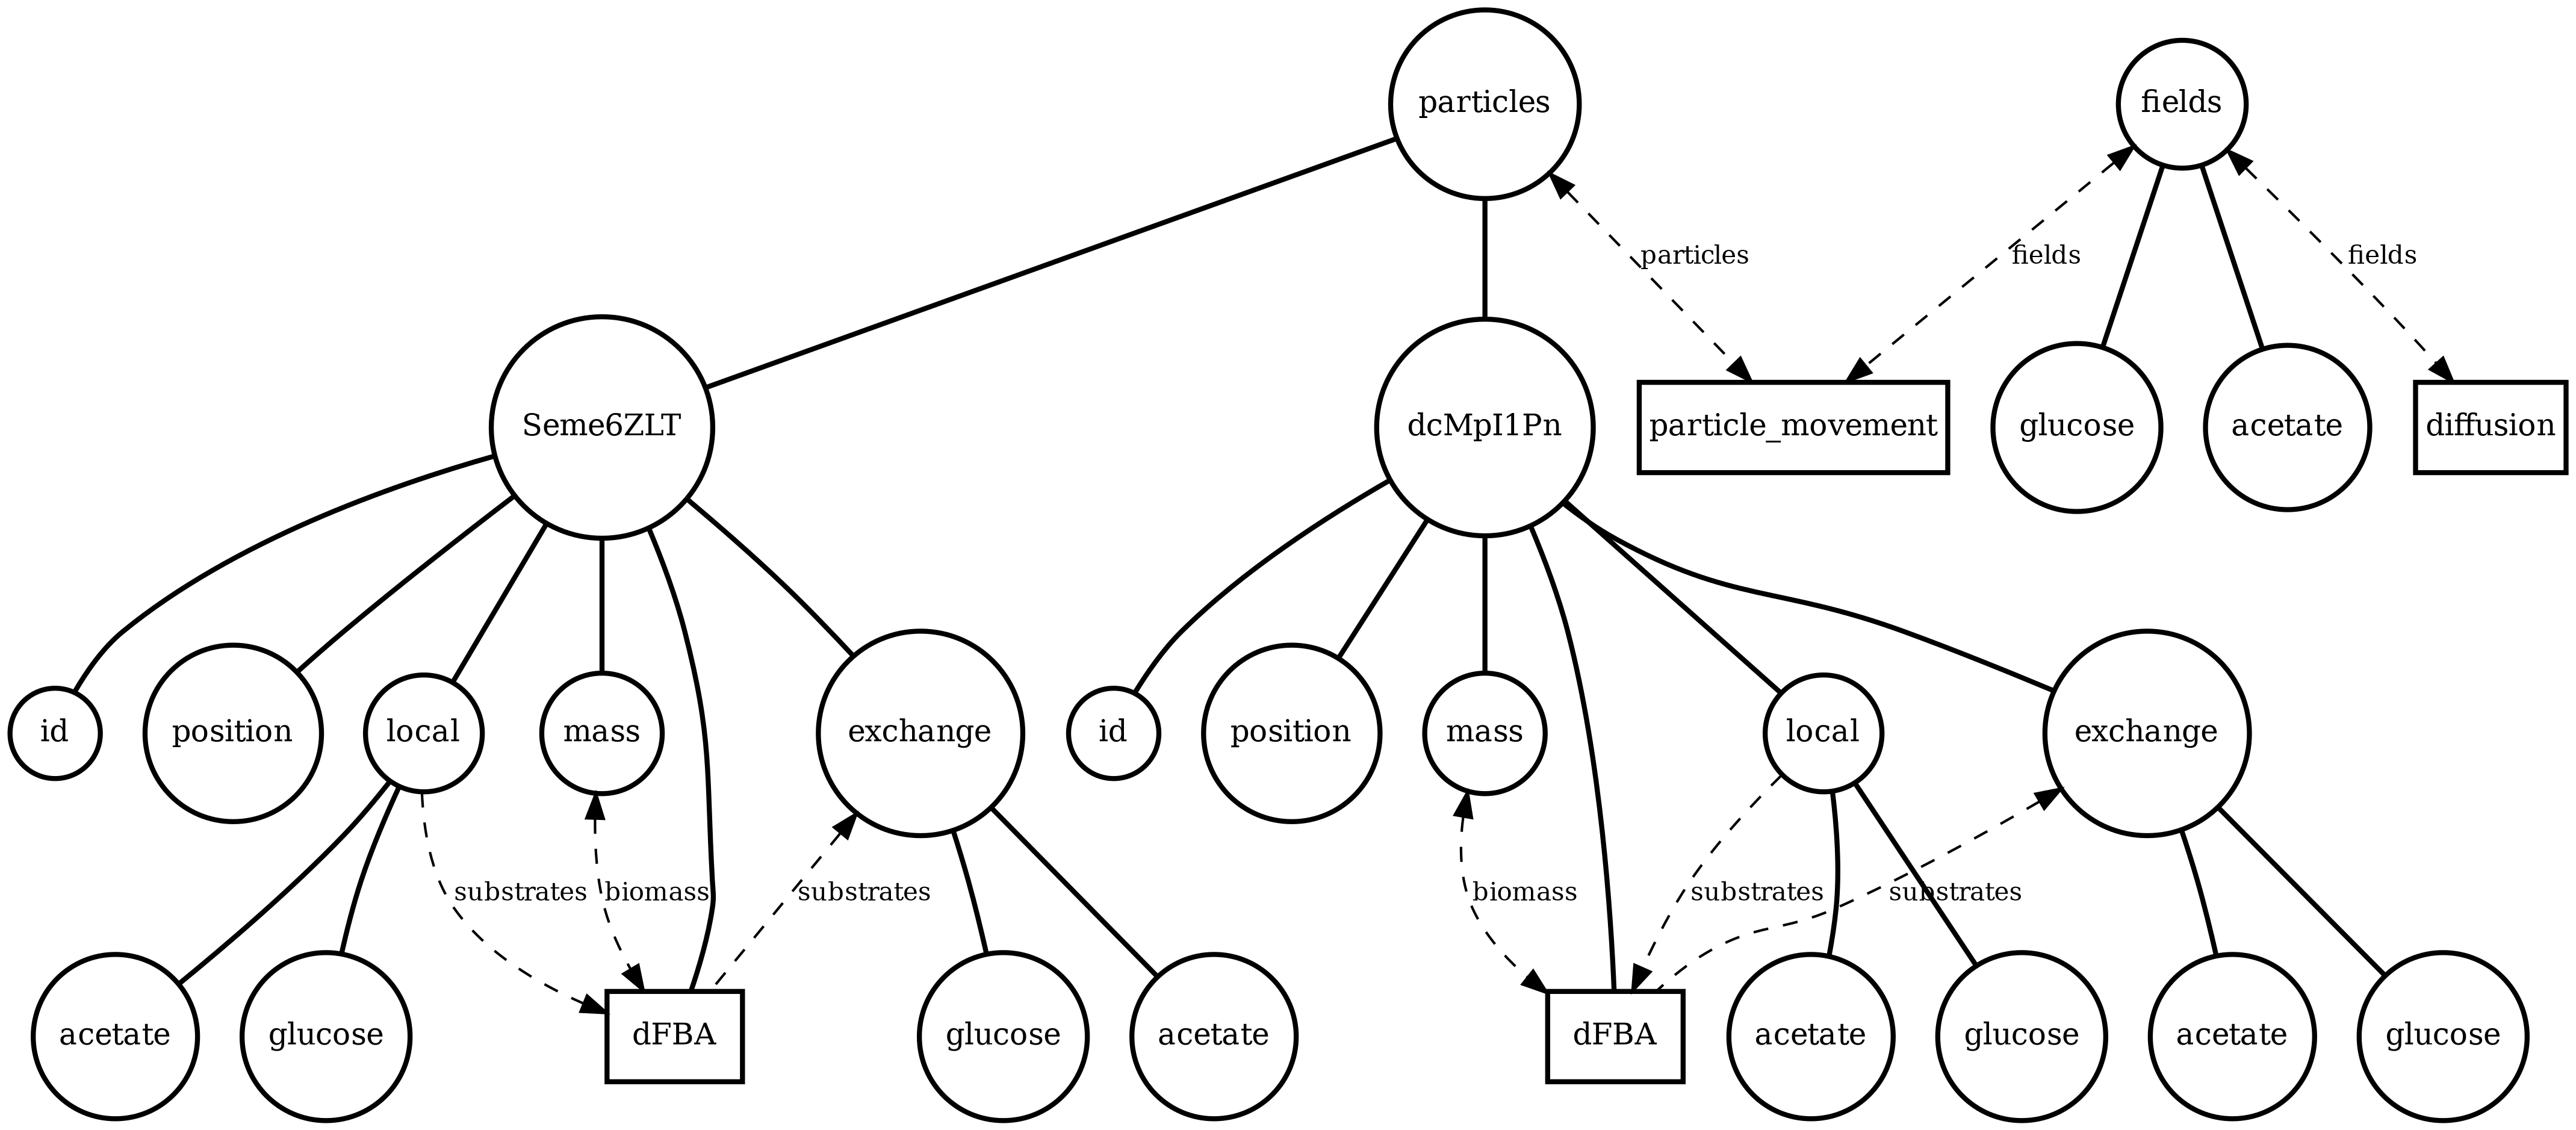 particles
fields
particles
fields
fields
Seme6ZLT
dcMpI1Pn
particle_movement
glucose
acetate
diffusion
id
position
local
mass
exchange
id
position
mass
local
exchange
substrates
biomass
substrates
biomass
substrates
substrates
acetate
glucose
dFBA
glucose
acetate
dFBA
acetate
glucose
acetate
glucose